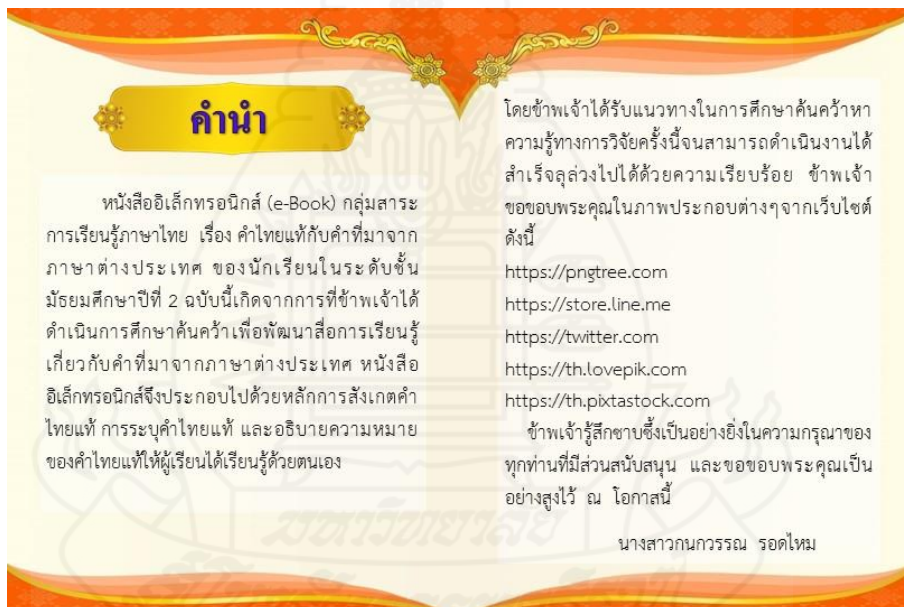 คำนำ
หนังสืออิเล็กทรอนิกส์ (e-Book) กลุ่มสาระ
การเรียนรู้ภาษาไทย เรื่อง คำไทยแท้กับคำที่มาจาก
ภาษาต่างประเทศ ของนักเรียนในระดับชั้น
มัธยมศึกษาปีที่ 2 ฉบับนี้เกิดจากการที่ข้าพเจ้าได้
ดำเนินการศึกษาค้นคว้าเพื่อพัฒนาสื่อการเรียนรู้
เกี่ยวกับคำที่มาจากภาษาต่างประเทศ หนังสือ
อิเล็กทรอนิกส์จึงประกอบไปด้วยหลักการสังเกตคำ
ไทยแท้ การระบุคำไทยแท้ และอธิบายความหมาย
ของคำไทยแท้ให้ผู้เรียนได้เรียนรู้ด้วยตนเอง
โดยข้าพเจ้าได้รับแนวทางในการศึกษาค้นคว้าหา
ความรู้ทางการวิจัยครั้งนี้จนสามารถดำเนินงานได้
สำเร็จลุล่วงไปได้ด้วยความเรียบร้อย ข้าพเจ้า
ขอขอบพระคุณในภาพประกอบต่างๆจากเว็บไซต์
ดังนี้
https://pngtree.com
https://store.line.me
https://twitter.com
https://th.lovepik.com
https://th.pixtastock.com
ข้าพเจ้ารู้สึกซาบซึ้งเป็นอย่างยิ่งในความกรุณาของ
ทุกท่านที่มีส่วนสนับสนุน และขอขอบพระคุณเป็น
อย่างสูงไว้ ณ โอกาสนี้
นางสาวกนกวรรณ รอดไหม